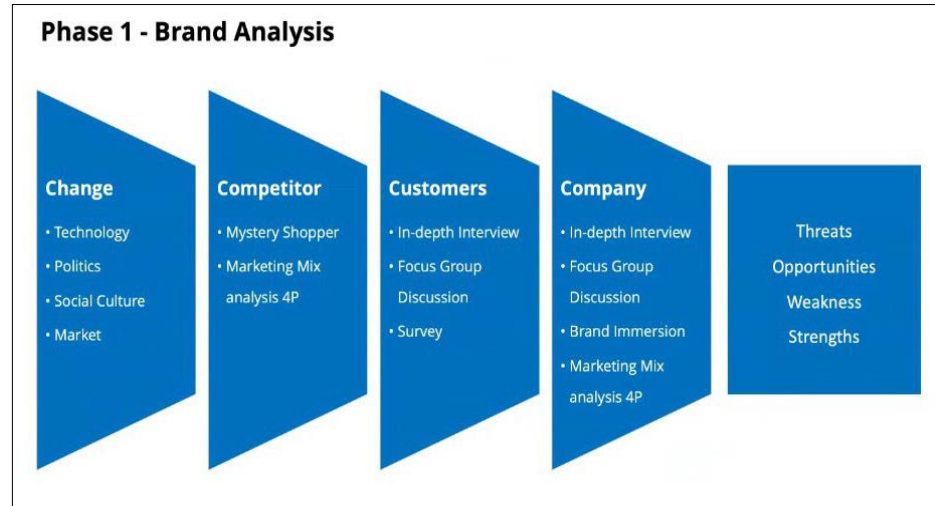 Phase 1 - Brand Analysis
Change
• Technology
• Politics
• Social Culture
• Market
Competitor
• Mystery Shopper
• Marketing Mix
analysis 4P
Customers
• In-depth Interview
• Focus Group
Discussion
• Survey
Company
• In-depth Interview
• Focus Group
Discussion
• Brand Immersion
• Marketing Mix
analysis 4P
Threats
Opportunities
Weakness
Strengths